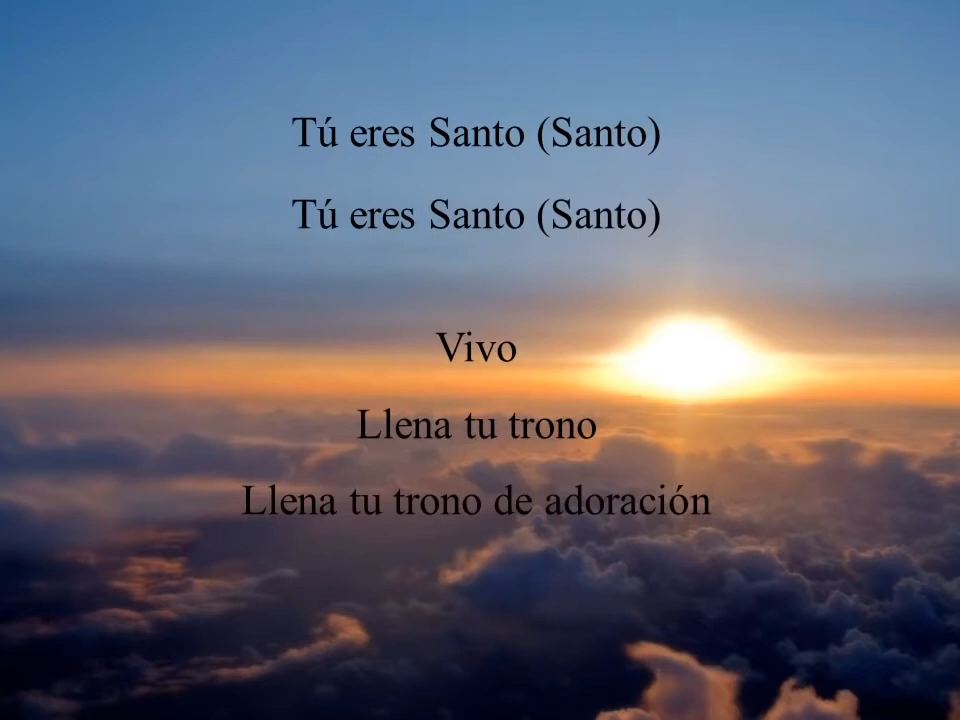 Tú eres Santo (Santo)
Tú eres Santo (Santo)
Vivo
Llena tu trono
Llena tu trono de adoración